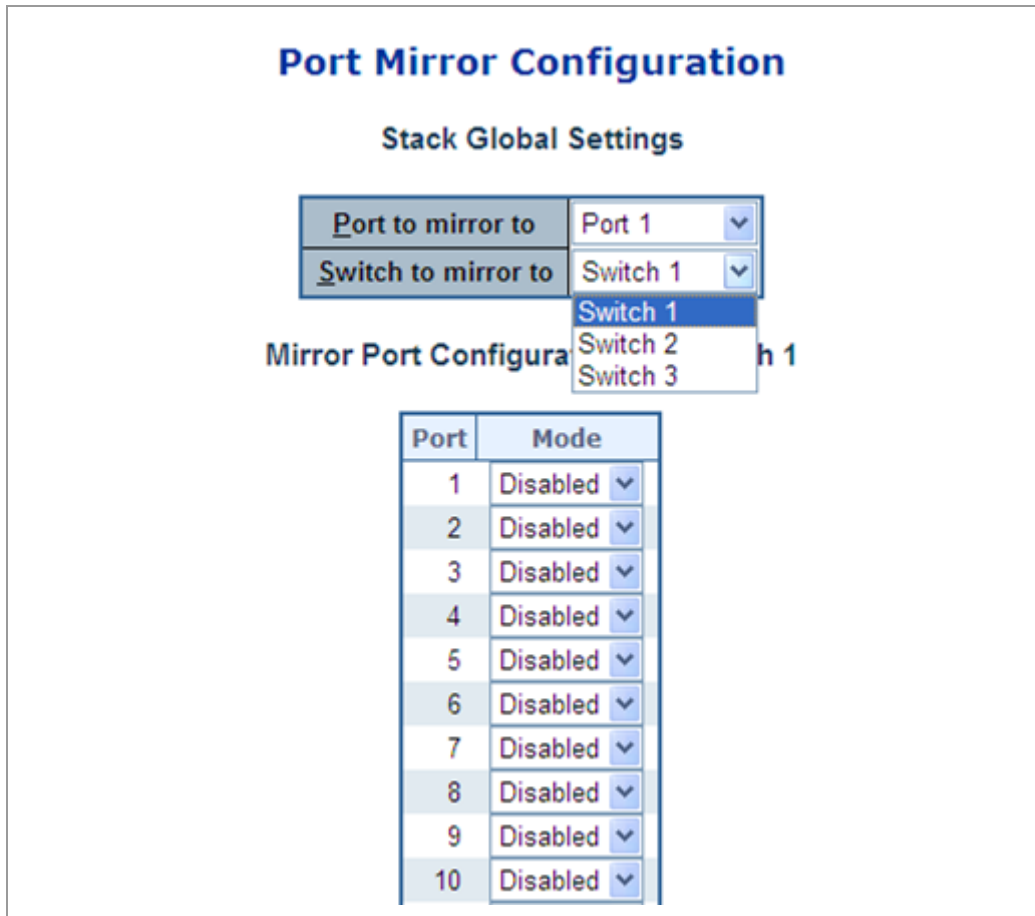 Port Mirror Configuration
Stack Global Settings
Port to mirror to Port 1
Switch to mirror to Switch 1
Switch 1
Switch 2
Switch 3
Mirror Port Configura h 1
Port Mode
1 Disabled
2 Disabled
3 Disabled
4 Disabled
5 Disabled
6 Disabled
7 Disabled
8 Disabled
9 Disabled
10 Disabled